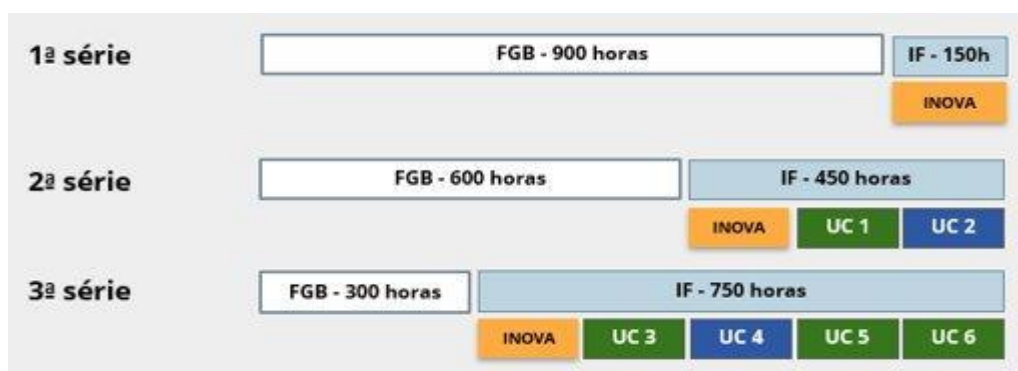 1ª série
FGB - 900 horas
IF - 150h
INOVA
2ª série
FGB - 600 horas
IF - 450 horas
INOVA
UC 1
UC 2
3ª série
FGB - 300 horas
IF - 750 horas
INOVA
UC 3
UC 4
UC 5
UC 6